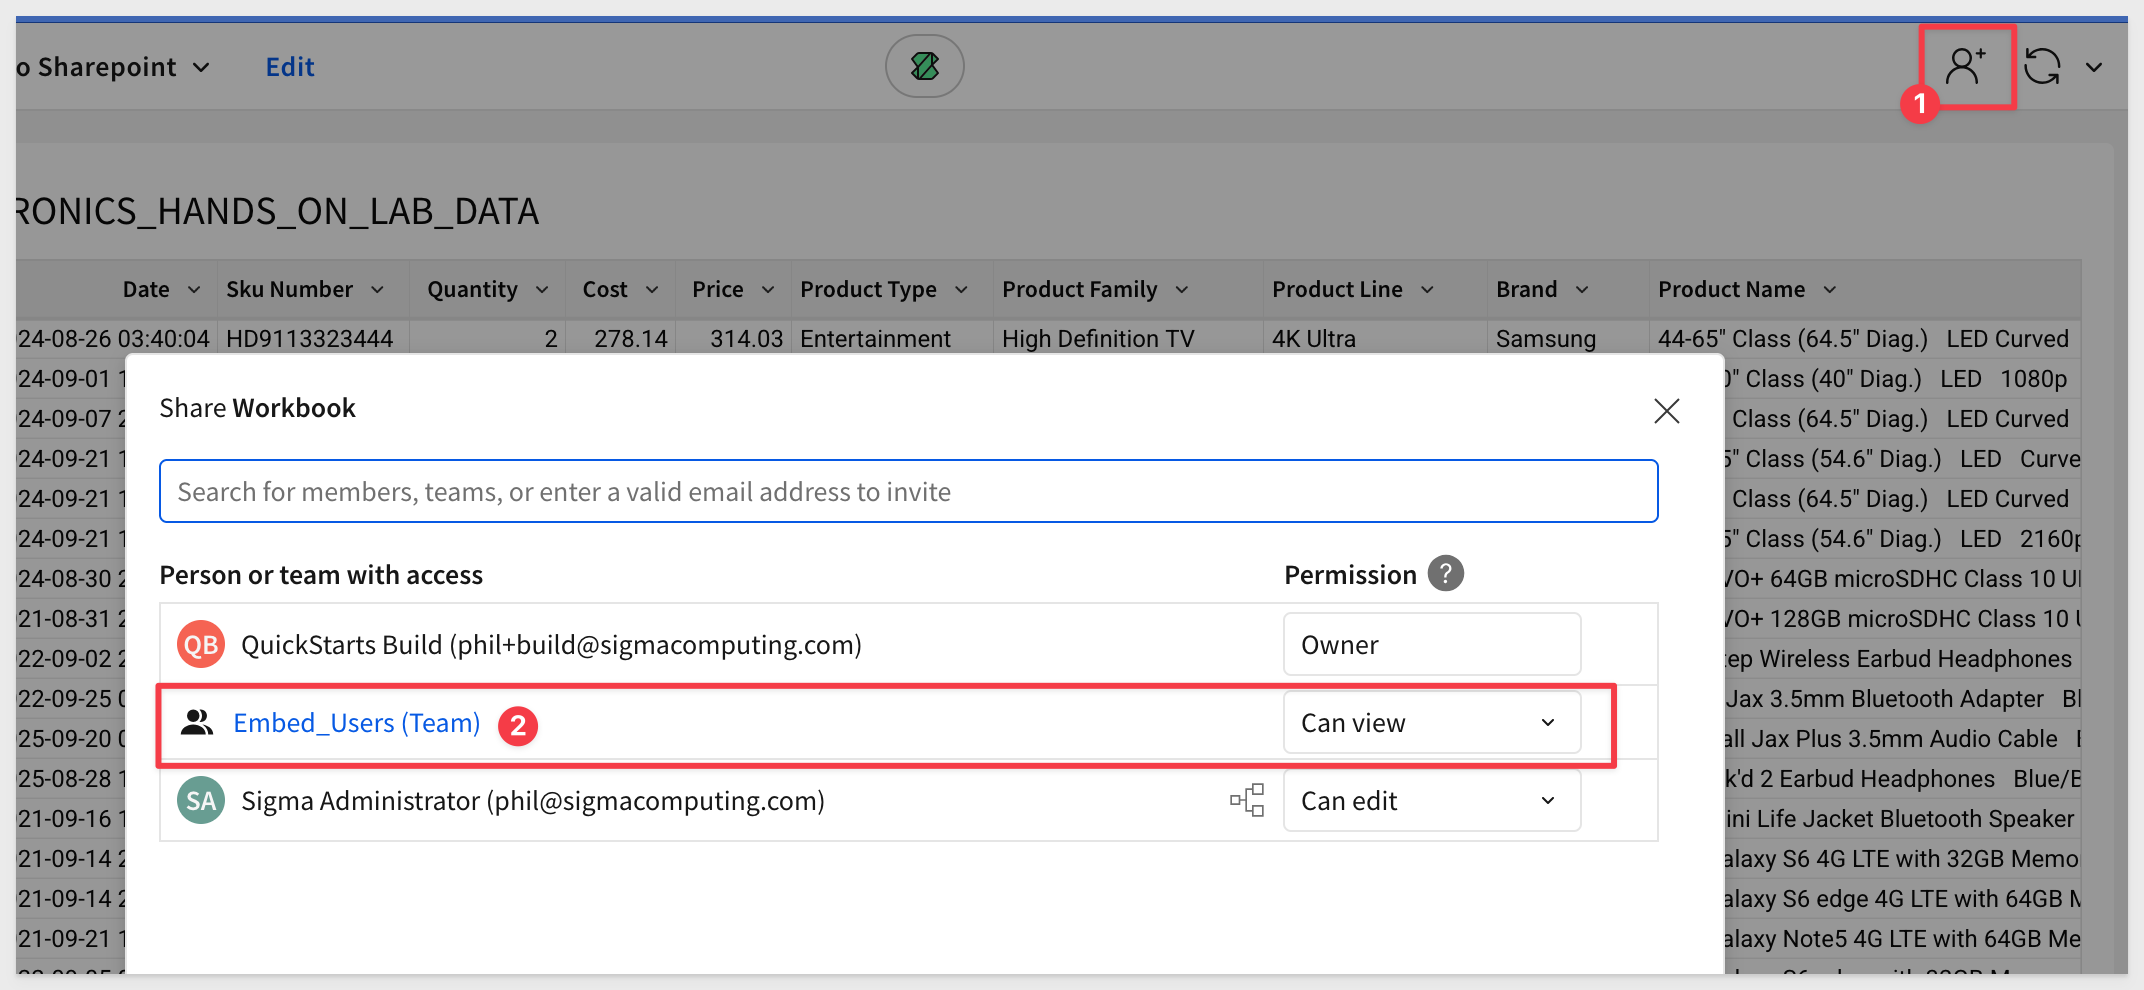 o Sharepoint Edit
1
RONICS_HANDS_ON_LAB_DATA
Date Sku Number Quantity Cost Price Product Type Product Family Product Line Brand Product Name
24-08-26 03:40:04 HD9113323444 2 278.14 314.03 Entertainment High Definition TV 4K Ultra Samsung 44-65" Class (64.5" Diag.) LED Curved
24-09-01 1 " Class (40" Diag.) LED 1080p
24-09-07 2 Class (64.5" Diag.) LED Curved
24-09-21 1 5" Class (54.6" Diag.) LED Curve
24-09-21 1 Class (64.5" Diag.) LED Curved
24-09-21 1 5" Class (54.6" Diag.) LED 2160p
24-08-30 2 VO+ 64GB microSDHC Class 10 U
21-08-31 2 VO+ 128GB microSDHC Class 10 U
22-09-02 2 tep Wireless Earbud Headphones
22-09-25 0 Jax 3.5mm Bluetooth Adapter Bl
25-09-20 0 all Jax Plus 3.5mm Audio Cable
25-08-28 1 k'd 2 Earbud Headphones Blue/B
21-09-16 1 ini Life Jacket Bluetooth Speaker
21-09-14 2 alaxy S6 4G LTE with 32GB Memo
21-09-14 2 alaxy S6 edge 4G LTE with 64GB M
21-09-21 1 alaxy Note5 4G LTE with 64GB Me
Share Workbook
Search for members, teams, or enter a valid email address to invite
Person or team with access Permission ?
QB QuickStarts Build (phil+build@sigmacomputing.com) Owner
Embed_Users (Team) 2 Can view
SA Sigma Administrator (phil@sigmacomputing.com) Can edit